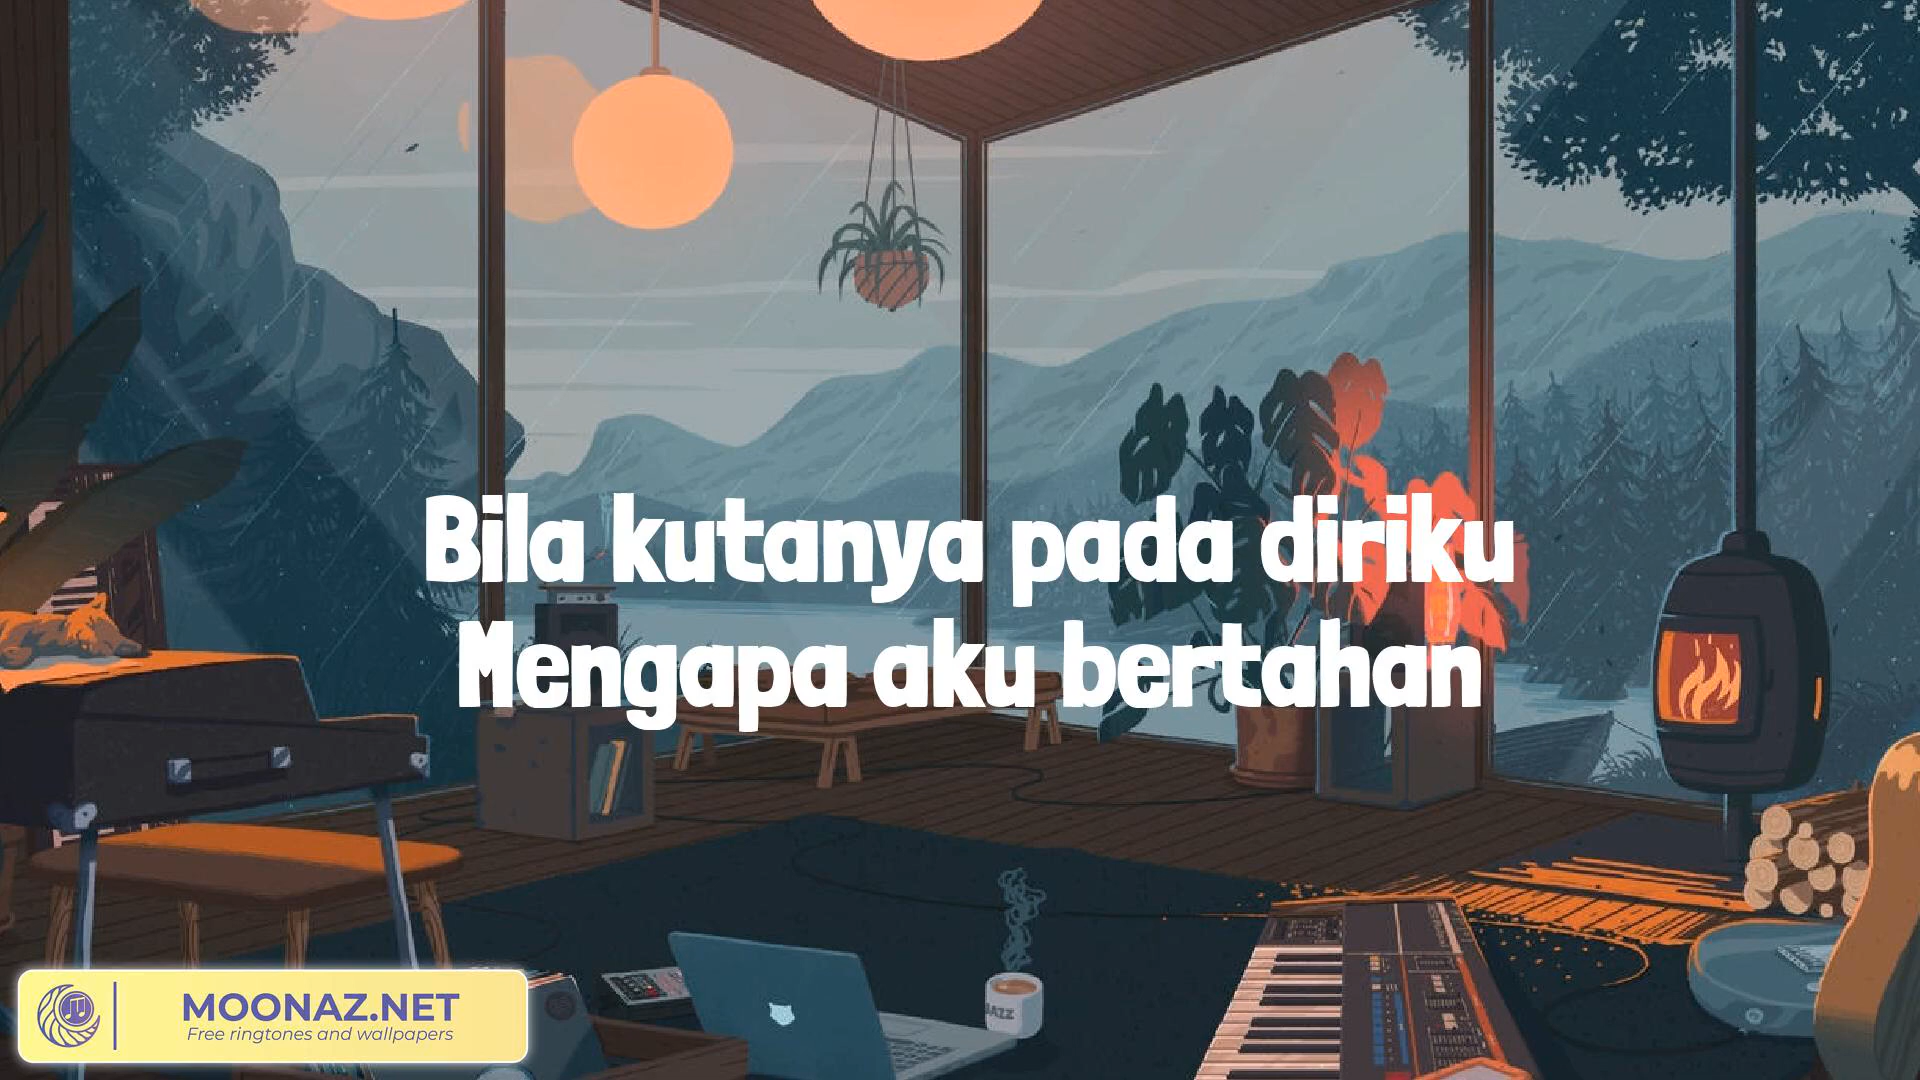 Bila kutanya pada diriku
Mengapa aku bertahan
MOONAZ.NET
Free ringtones and wallpapers